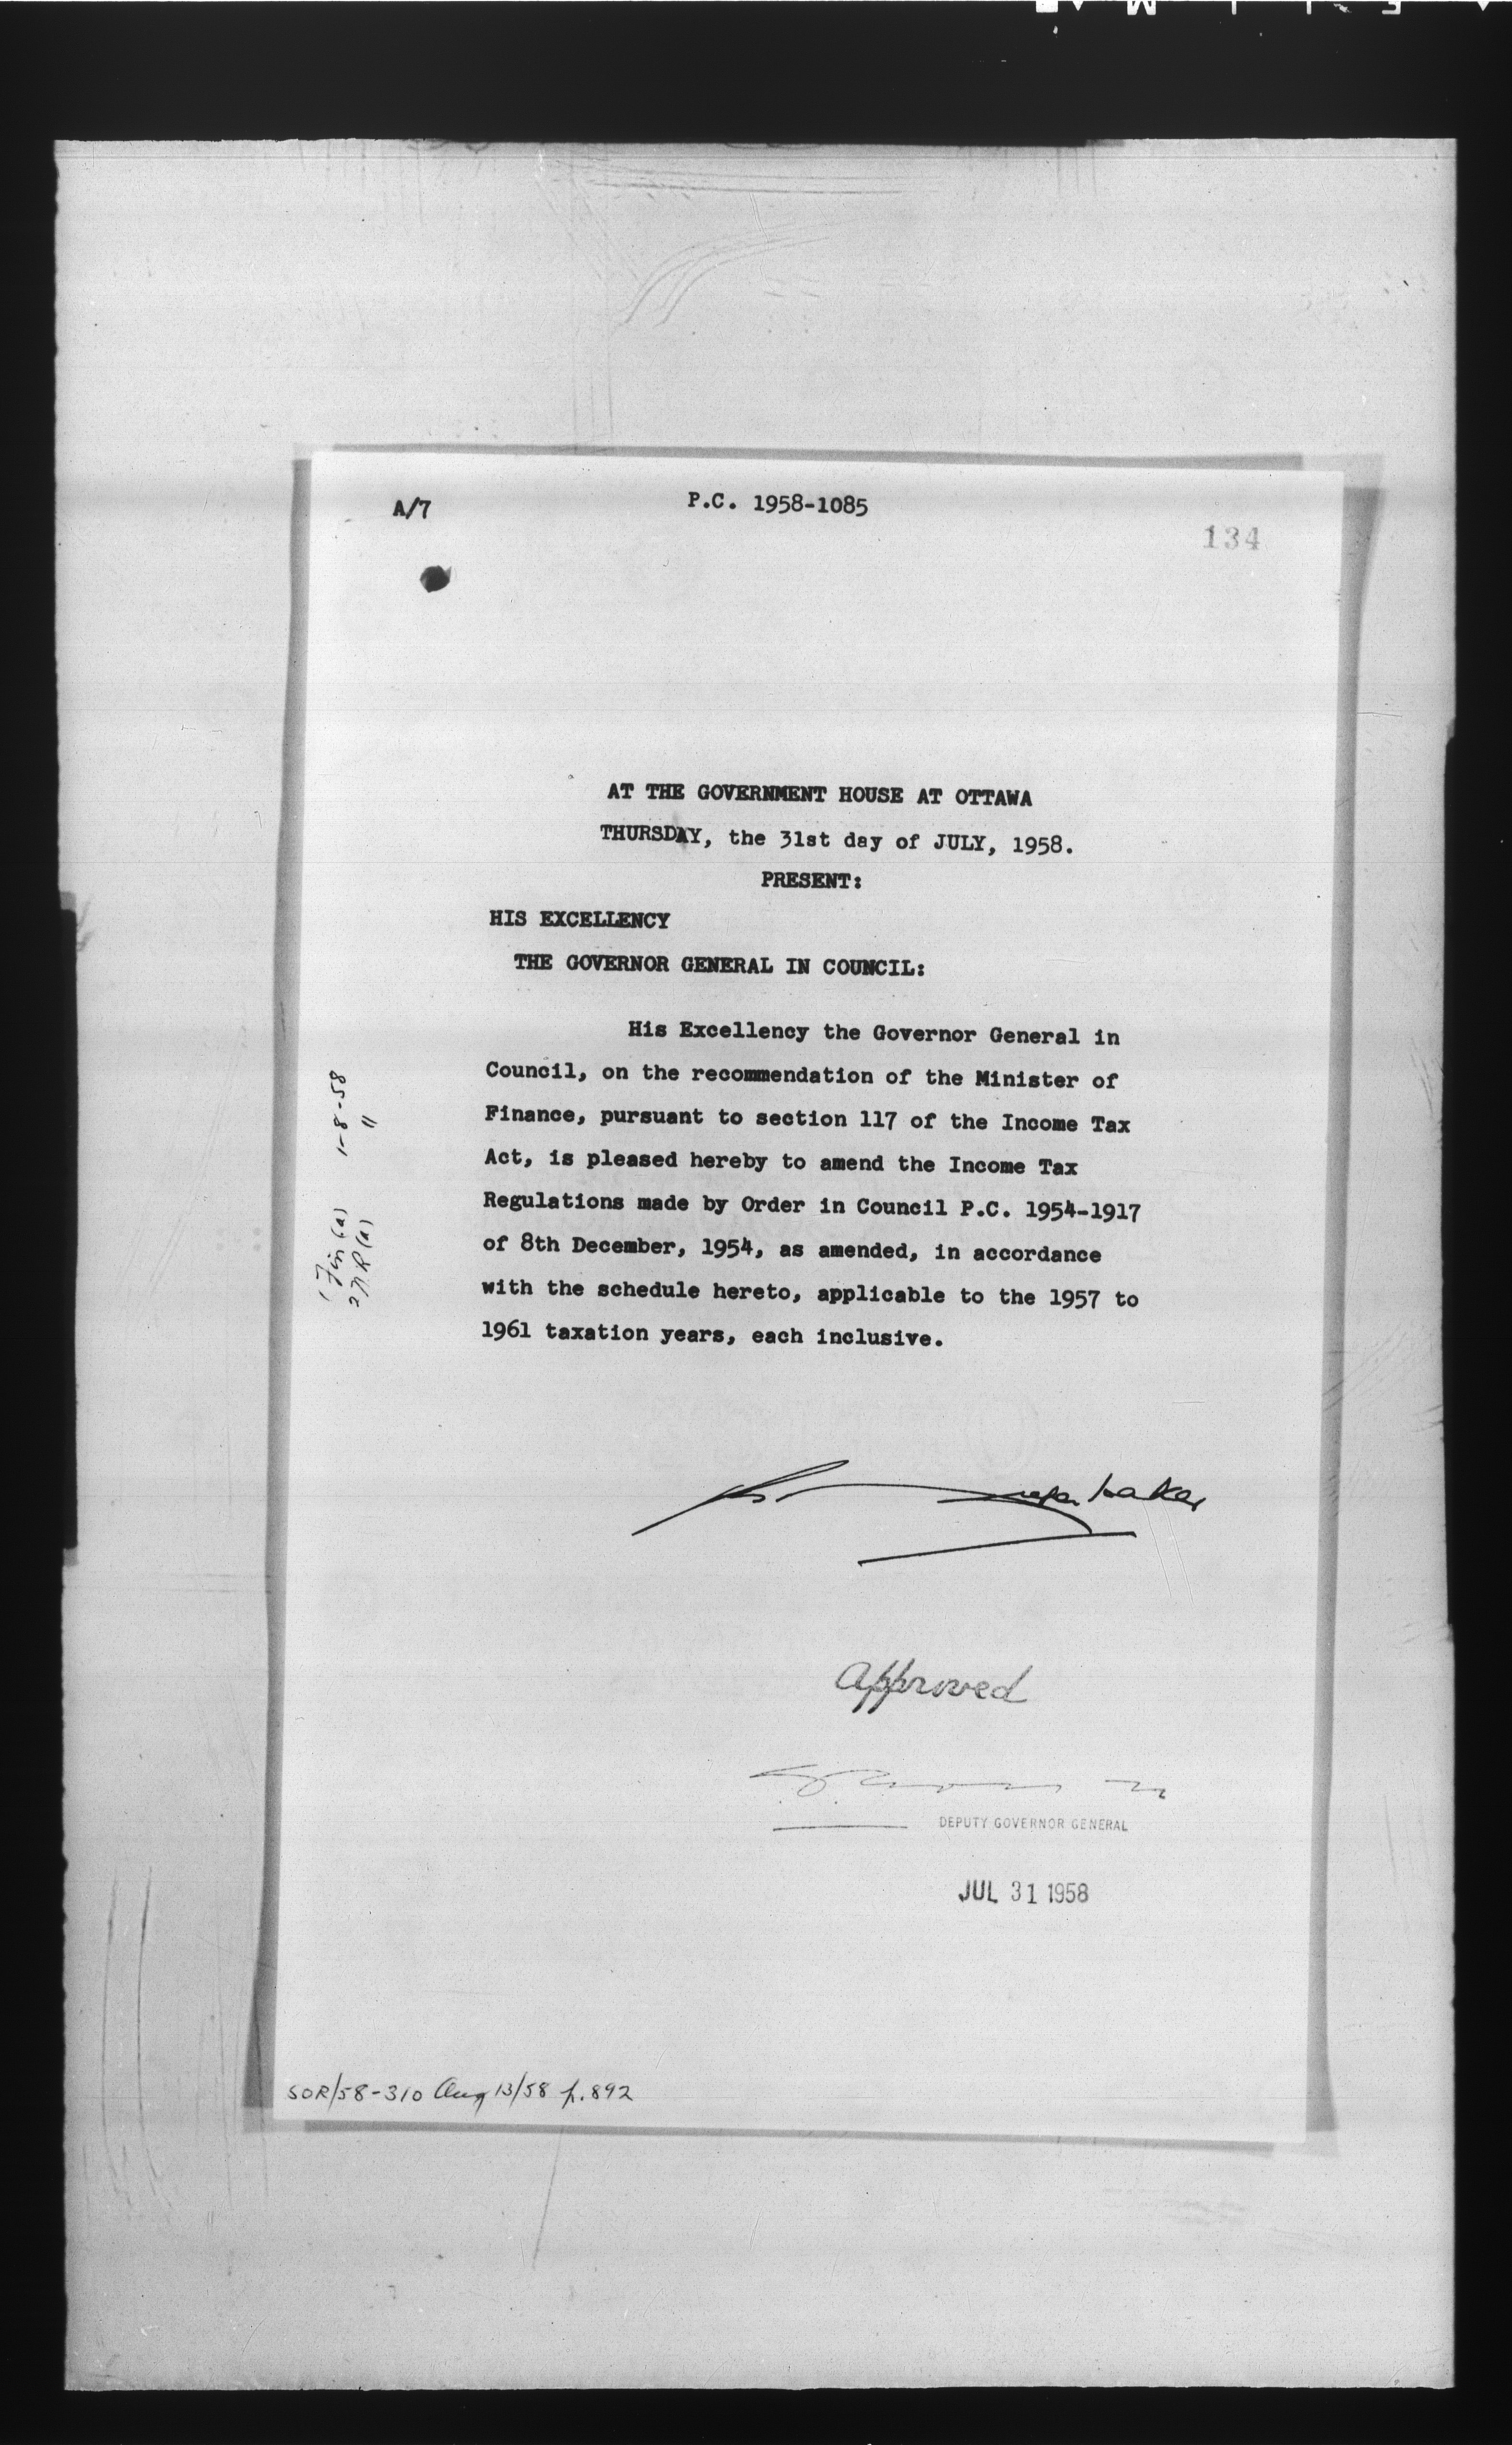 A/7
P.C. 1958-1085
134
AT THE GOVERNMENT HOUSE AT OTTAWA
THURSDAY, the 31st day of JULY, 1958.
PRESENT:
HIS EXCELLENCY
THE GOVERNOR GENERAL IN COUNCIL:
His Excellency the Governor General in
Council, on the recommendation of the Minister of
Finance, pursuant to section 117 of the Income Tax
Act, is pleased hereby to amend the Income Tax
Regulations made by Order in Council P.C. 1954-1917
of 8th December, 1954, as amended, in accordance
with the schedule hereto, applicable to the 1957 to
1961 taxation years, each inclusive.
1 Fin (a) 1-8-58
2 N R (a) "
Approved
DEPUTY GOVERNOR GENERAL
JUL 31 1958
SOR/58-310 Aug 13/58 p. 892